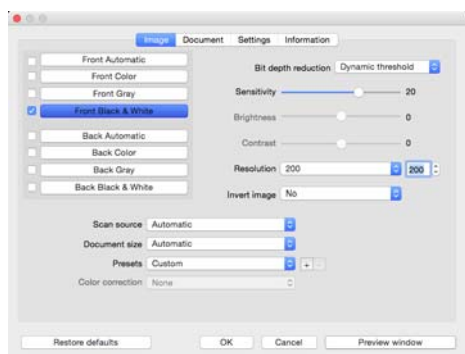 Image Document Settings Information
Front Automatic
Front Color
Front Gray
Front Black & White
Back Automatic
Back Color
Back Gray
Back Black & White
Bit depth reduction Dynamic threshold
Sensitivity 20
Brightness 0
Contrast 0
Resolution 200 200
Invert image No
Scan source Automatic
Document size Automatic
Presets Custom + -
Color correction None
Restore defaults OK Cancel Preview window